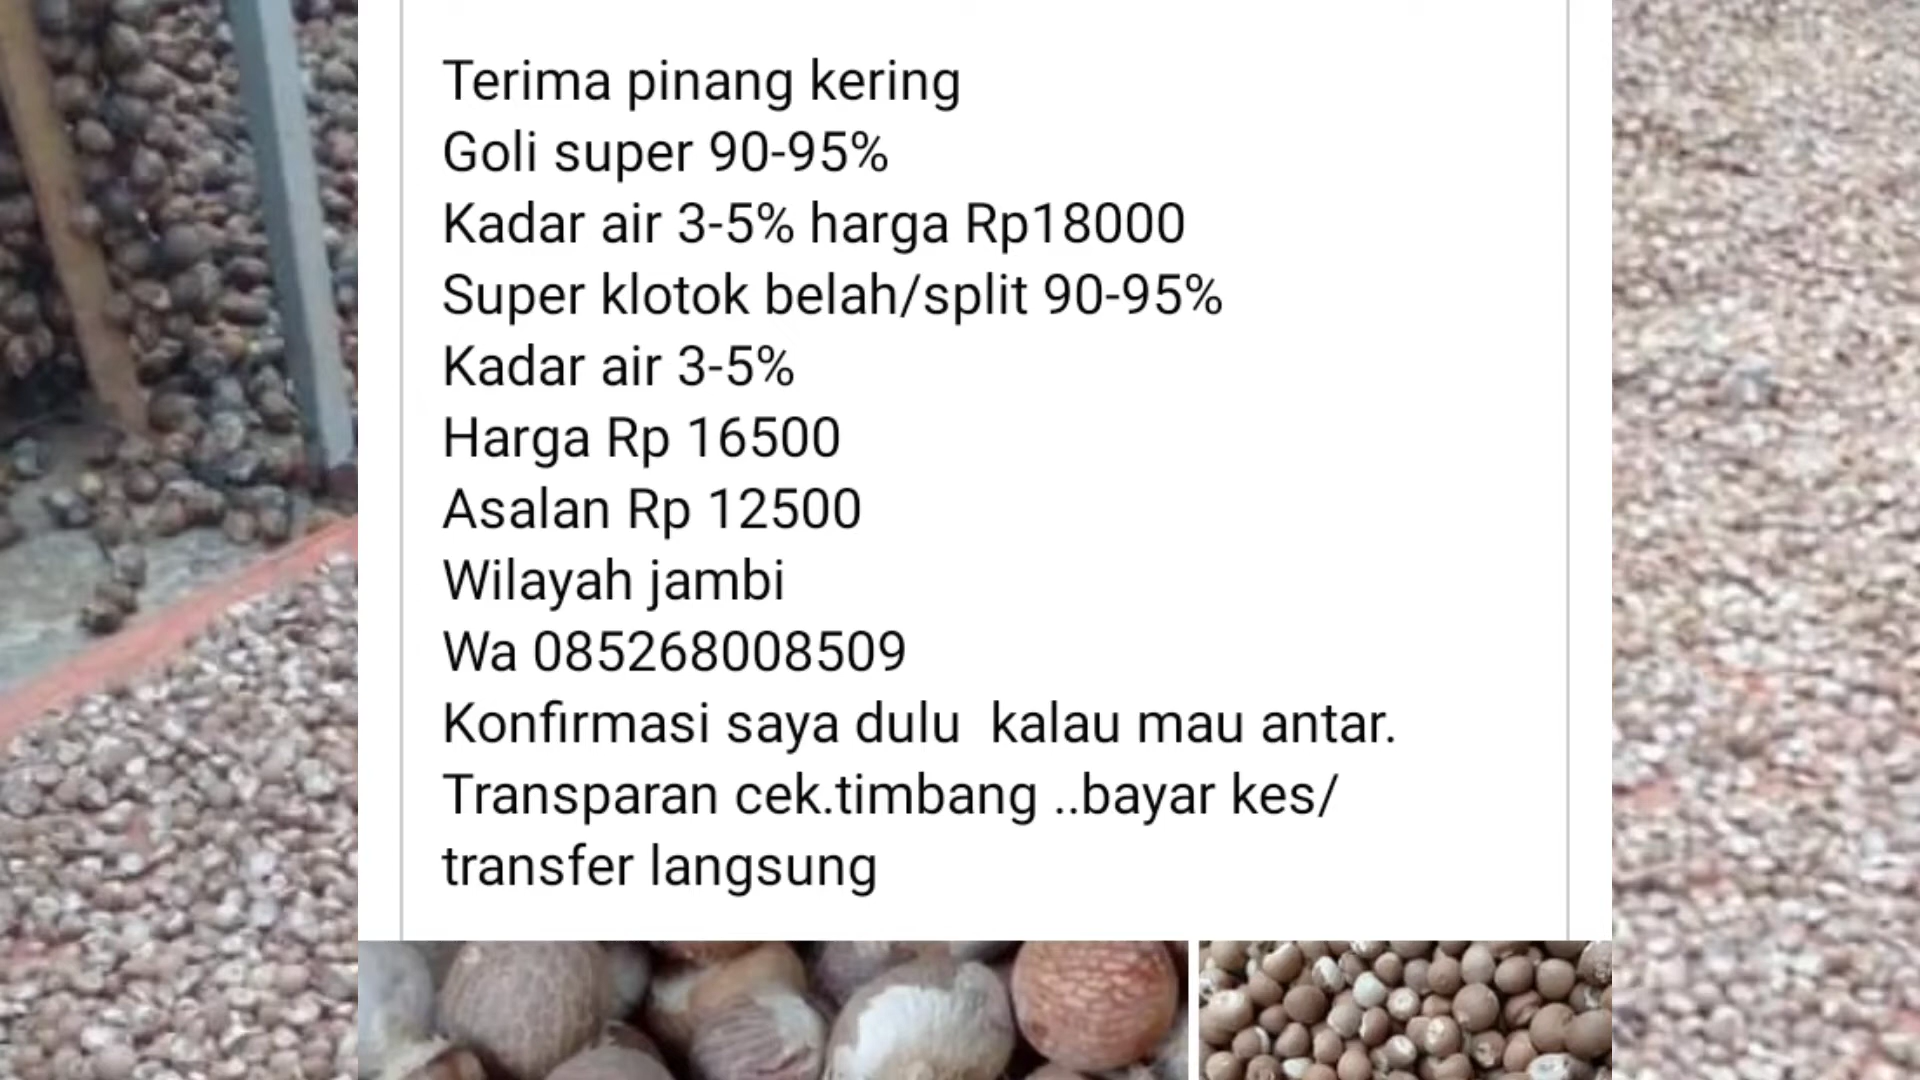 Terima pinang kering
Goli super 90-95%
Kadar air 3-5% harga Rp18000
Super klotok belah/split 90-95%
Kadar air 3-5%
Harga Rp 16500
Asalan Rp 12500
Wilayah jambi
Wa 085268008509
Konfirmasi saya dulu  kalau mau antar.
Transparan cek.timbang ..bayar kes/
transfer langsung